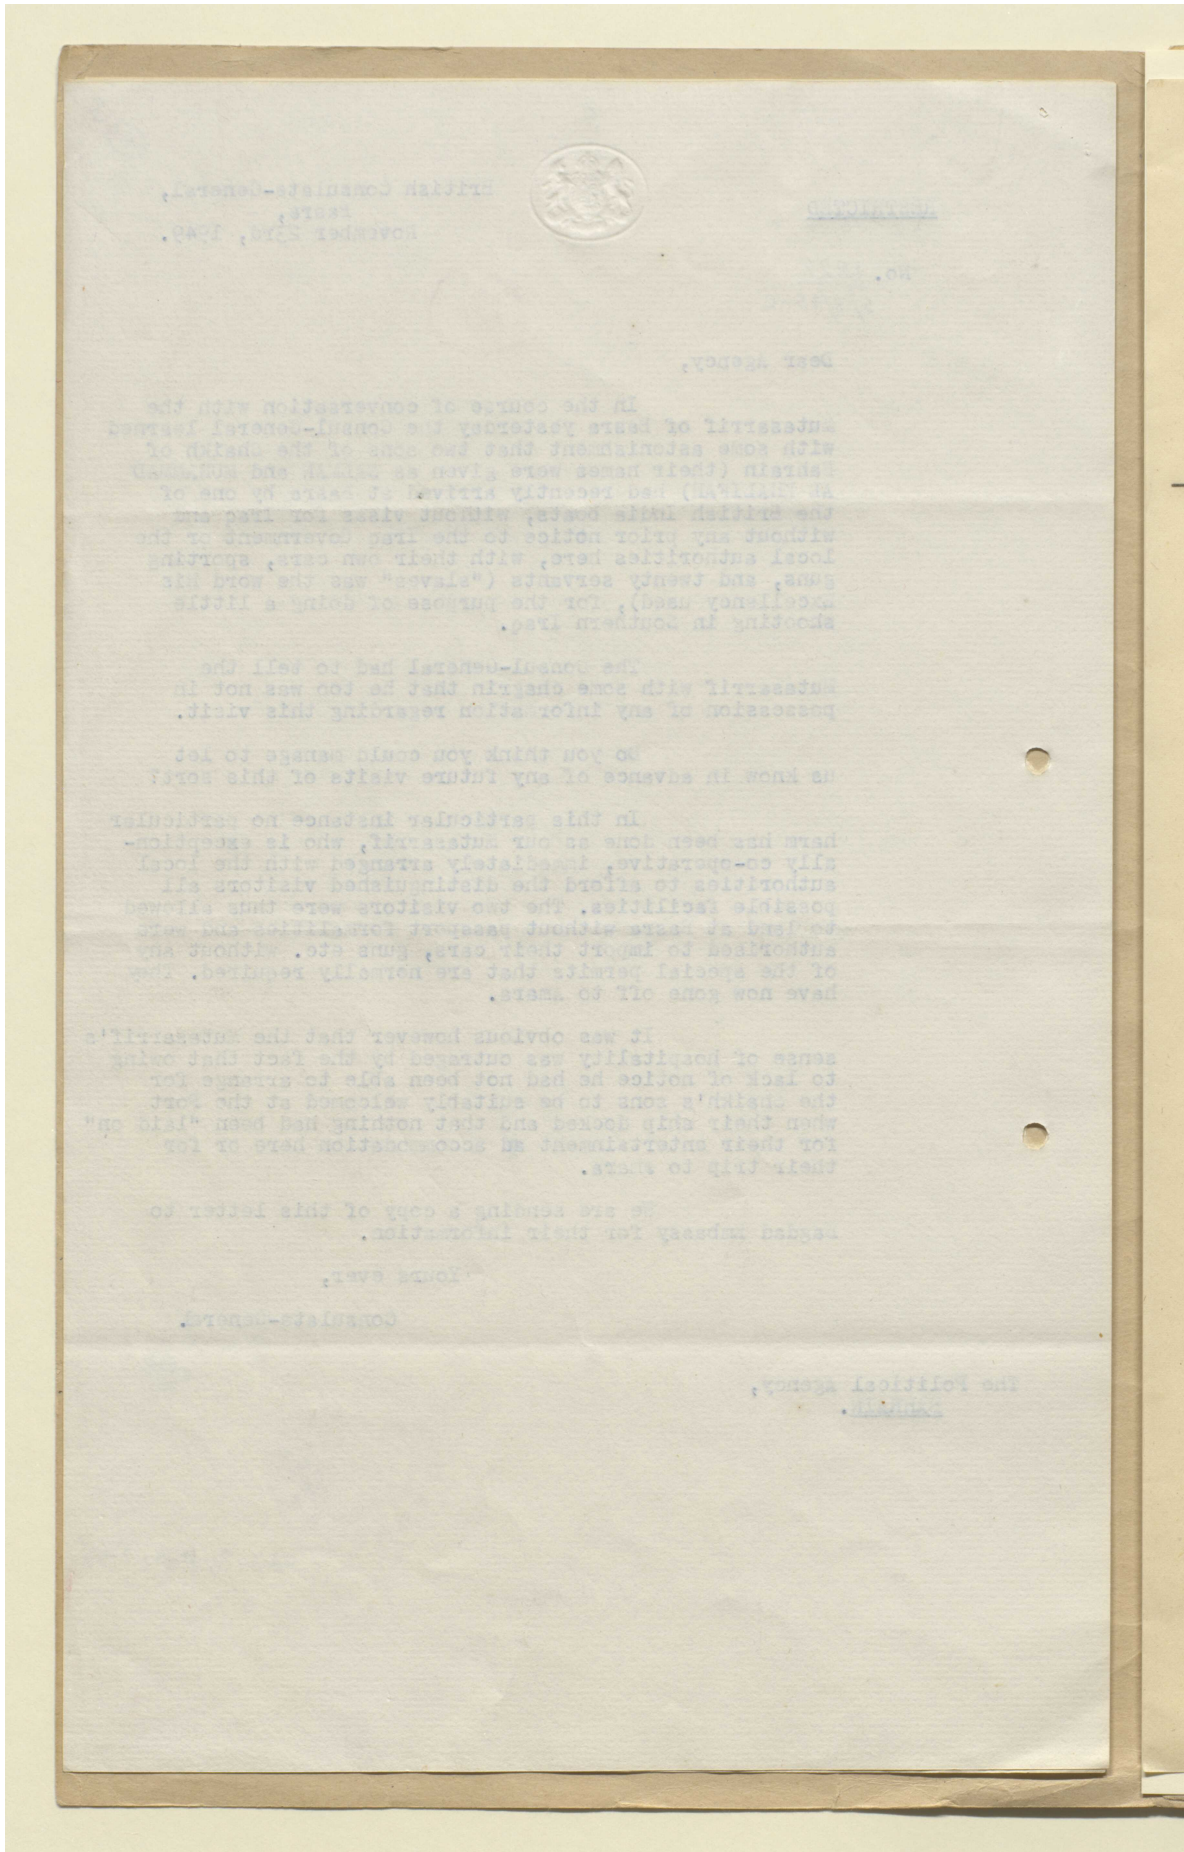 RESTRICTED
British Consulate-General,
Basra,
November 23rd, 1949.
No.
Dear Agency,
In the course of conversation with the
Mutasarrif of Basra yesterday the Consul-General learned
with some astonishment that two sons of the Shaikh of
Bahrain (their names were given as and
AL KHALIFAH) had recently arrived at Basra by one of
the British India boats, without visas for Iraq and
without any prior notice to the Iraq Government or the
local authorities here, with their own cars, sporting
guns, and twenty servants ("slaves" was the word His
Excellency used), for the purpose of doing a little
shooting in Southern Iraq.
The Consul-General had to tell the
Mutasarrif with some chagrin that he too was not in
possession of any information regarding this visit.
Do you think you could manage to let
us know in advance of any future visits of this sort?
In this particular instance no particular
harm has been done as our Mutasarrif, who is exception-
ally co-operative, immediately arranged with the local
authorities to afford the distinguished visitors all
possible facilities. The two visitors were thus allowed
to land at Basra without passport formalities and were
authorised to import their cars, guns etc. without any
of the special permits that are normally required. They
have now gone off to Amara.
It was obvious however that the Mutasarrif's
sense of hospitality was outraged by the fact that owing
to lack of notice he had not been able to arrange for
the Shaikh's sons to be suitably welcomed at the Port
when their ship docked and that nothing had been "laid on"
for their entertainment ad accommodation here or for
their trip to Amara.
We are sending a copy of this letter to
Bagdad Embassy for their information.
Yours ever,
Consulate-General.
The Political Agency,
BAHRAIN.